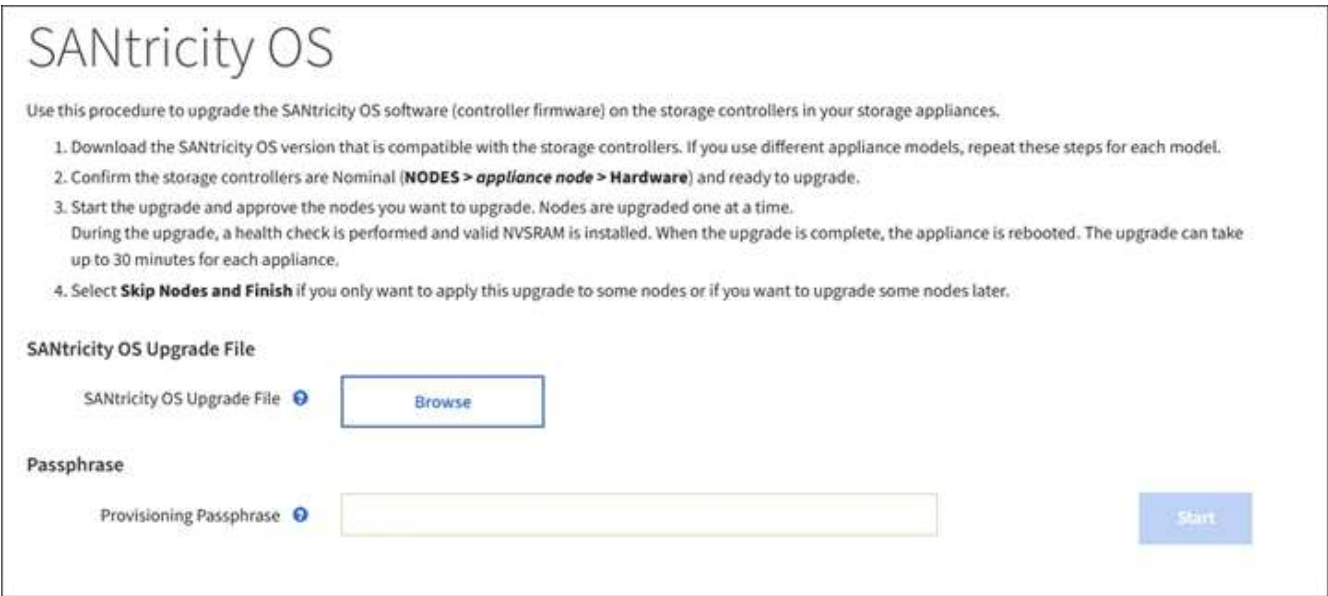 SANtricity OS
Use this procedure to upgrade the SANtricity OS software (controller firmware) on the storage controllers in your storage appliances.
1. Download the SANtricity OS version that is compatible with the storage controllers. If you use different appliance models, repeat these steps for each model.
2. Confirm the storage controllers are Nominal (NODES > appliance node > Hardware) and ready to upgrade.
3. Start the upgrade and approve the nodes you want to upgrade. Nodes are upgraded one at a time.
During the upgrade, a health check is performed and valid NVSRAM is installed. When the upgrade is complete, the appliance is rebooted. The upgrade can take
up to 30 minutes for each appliance.
4. Select Skip Nodes and Finish if you only want to apply this upgrade to some nodes or if you want to upgrade some nodes later.
SANtricity OS Upgrade File
SANtricity OS Upgrade File ? Browse
Passphrase
Provisioning Passphrase ? Start